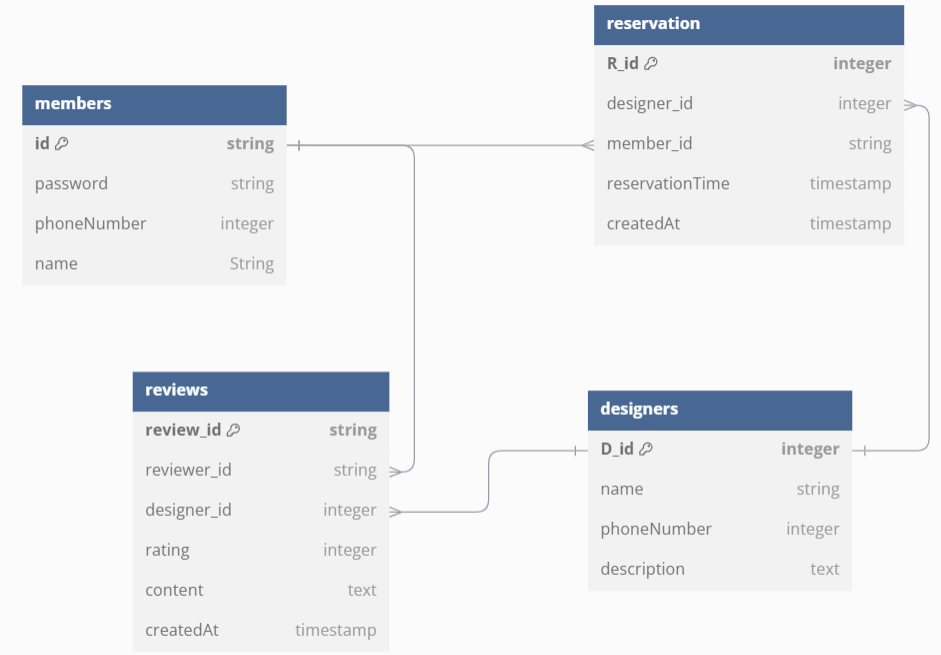 members
id string
password string
phoneNumber integer
name String
reservation
R_id integer
designer_id integer
member_id string
reservationTime timestamp
createdAt timestamp
reviews
review_id string
reviewer_id string
designer_id integer
rating integer
content text
createdAt timestamp
designers
D_id integer
name string
phoneNumber integer
description text